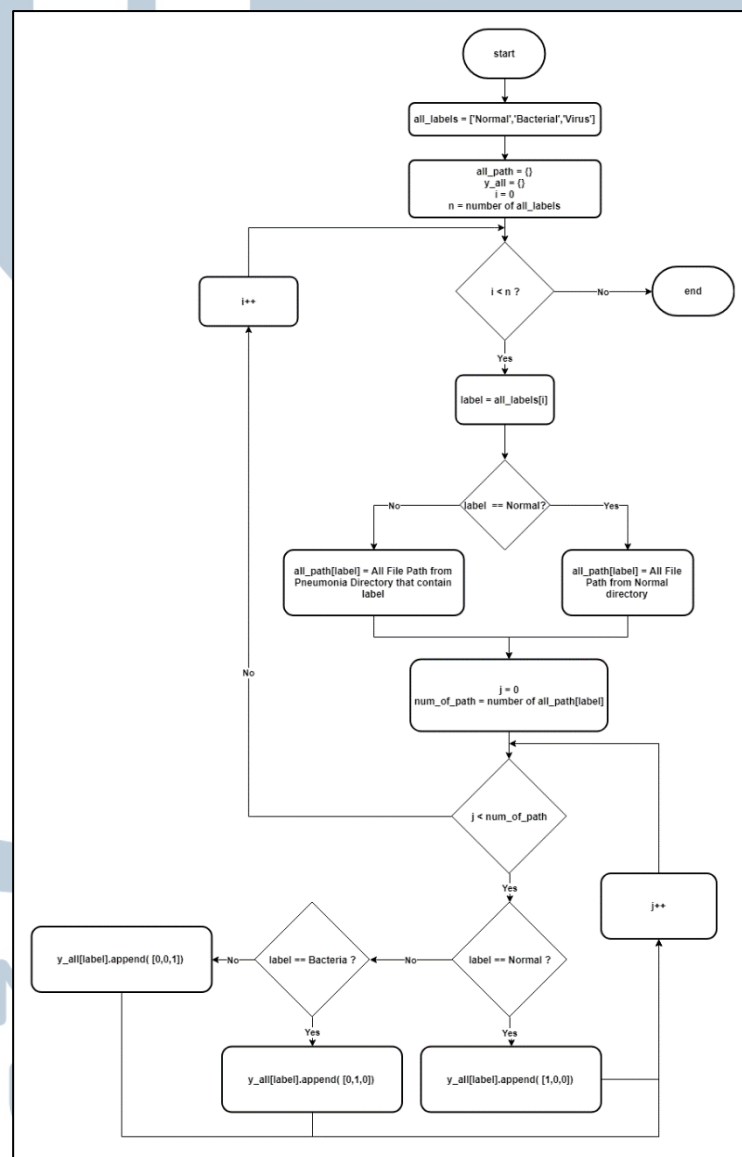 start
all_labels = ['Normal','Bacterial','Virus']
all_path = {}
y_all = {}
i = 0
n = number of all_labels
i++
i < n ?
No
end
Yes
label = all_labels[i]
label == Normal?
No
Yes
all_path[label] = All File Path from
Pneumonia Directory that contain
label
all_path[label] = All File
Path from Normal
directory
No
j = 0
num_of_path = number of all_path[label]
j < num_of_path
Yes
j++
y_all[label].append( [0,0,1])
No
label == Bacteria ?
No
label == Normal ?
Yes
Yes
y_all[label].append( [0,1,0])
y_all[label].append( [1,0,0])